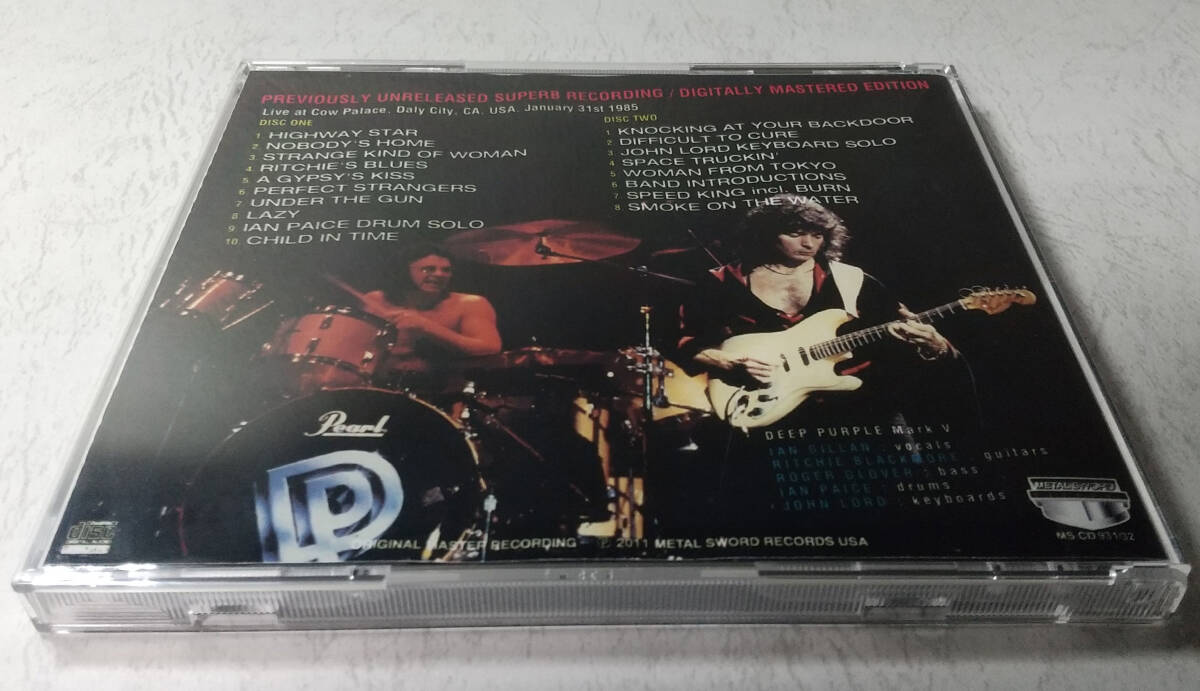 PREVIOUSLY UNRELEASED SUPERB RECORDING / DIGITALLY MASTERED EDITION
Live at Cow Palace, Daly City, CA, USA. January 31st 1985
DISC ONE
1. HIGHWAY STAR
2. NOBODY'S HOME
3. STRANGE KIND OF WOMAN
4. RITCHIE'S BLUES
5. A GYPSY'S KISS
6. PERFECT STRANGERS
7. UNDER THE GUN
8. LAZY
9. IAN PAICE DRUM SOLO
10. CHILD IN TIME
DISC TWO
1. KNOCKING AT YOUR BACKDOOR
2. DIFFICULT TO CURE
3. JOHN LORD KEYBOARD SOLO
4. SPACE TRUCKIN'
5. WOMAN FROM TOKYO
6. BAND INTRODUCTIONS
7. SPEED KING incl. BURN
8. SMOKE ON THE WATER
Pearl
DP
DEEP PURPLE Mark V
IAN GILLAN : vocals
RITCHIE BLACKMORE : guitars
ROGER GLOVER : bass
IAN PAICE : drums
JOHN LORD : keyboards
disc
METALSWORD
MS CD 931/32
ORIGINAL MASTER RECORDING ℗ 2011 METAL SWORD RECORDS USA